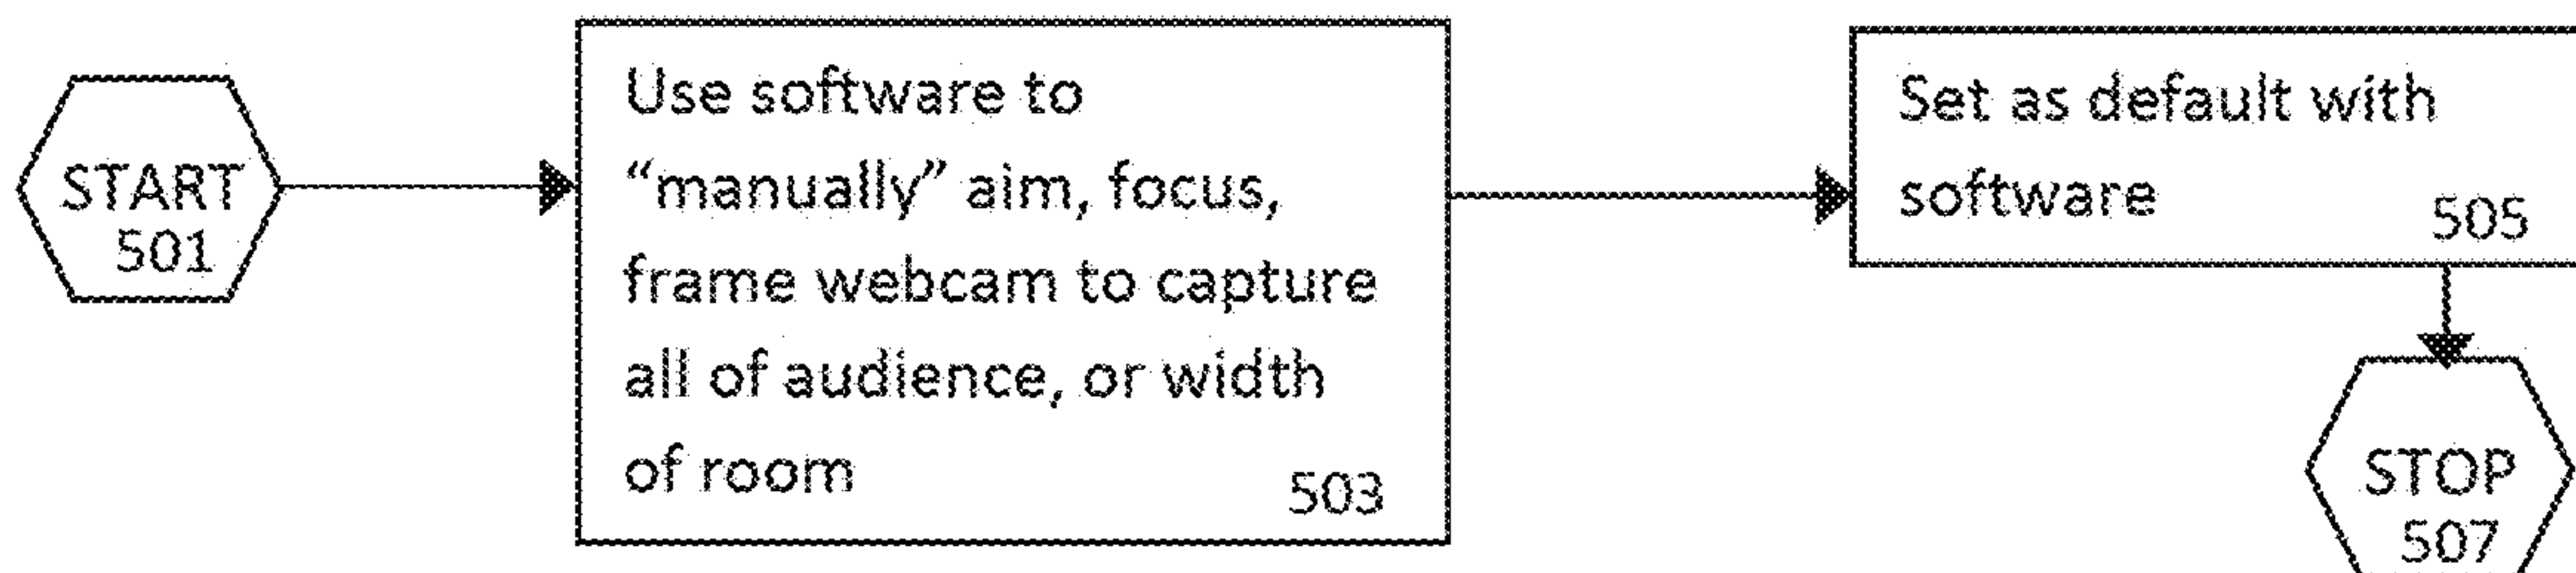 START
501
Use software to
“manually” aim, focus,
frame webcam to capture
all of audience, or width
of room
503
Set as default with
software
505
STOP
507